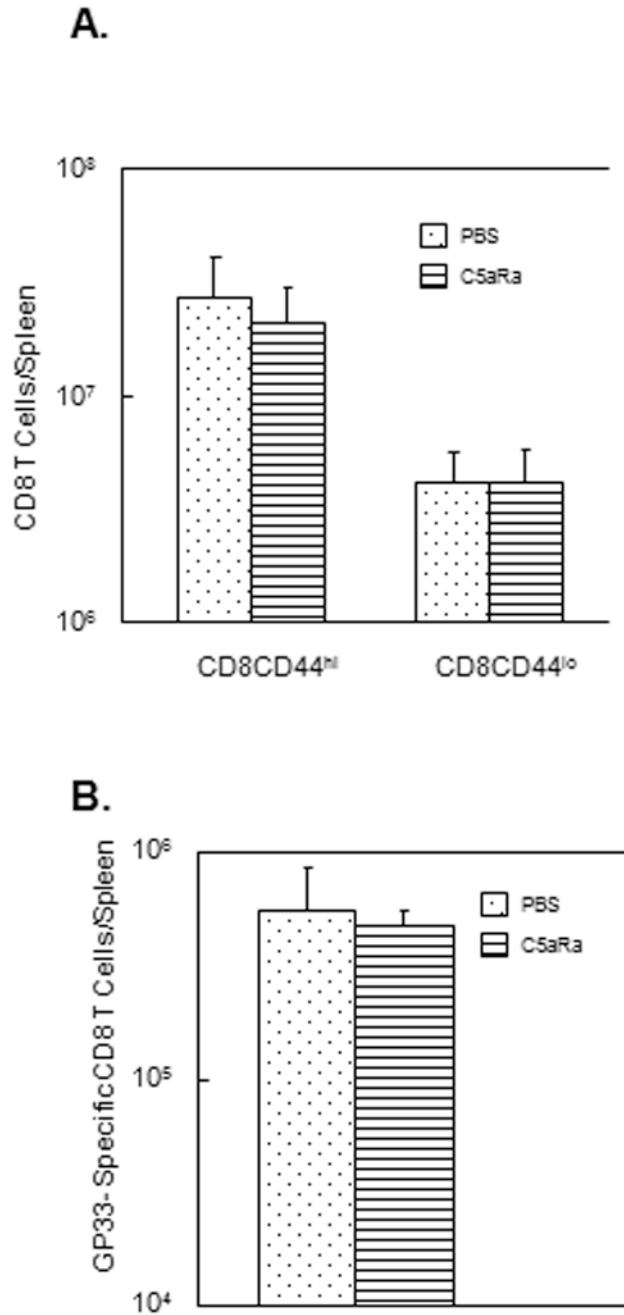 A.
10⁸
PBS
C5aRa
10⁷
CD8 T Cells/Spleen
10⁶
CD8CD44ʰⁱ
CD8CD44ˡᵒ
B.
10⁶
PBS
C5aRa
GP33- Specific CD8 T Cells/Spleen
10⁵
10⁴